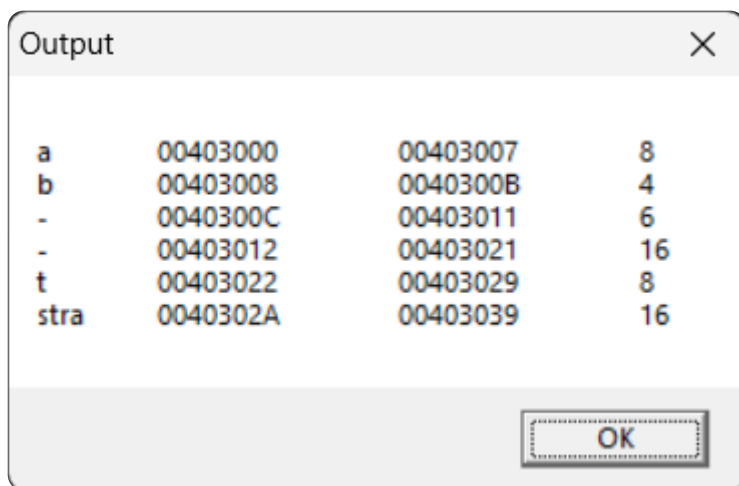 Output
a 00403000 00403007 8
b 00403008 0040300B 4
- 0040300C 00403011 6
- 00403012 00403021 16
t 00403022 00403029 8
stra 0040302A 00403039 16
OK